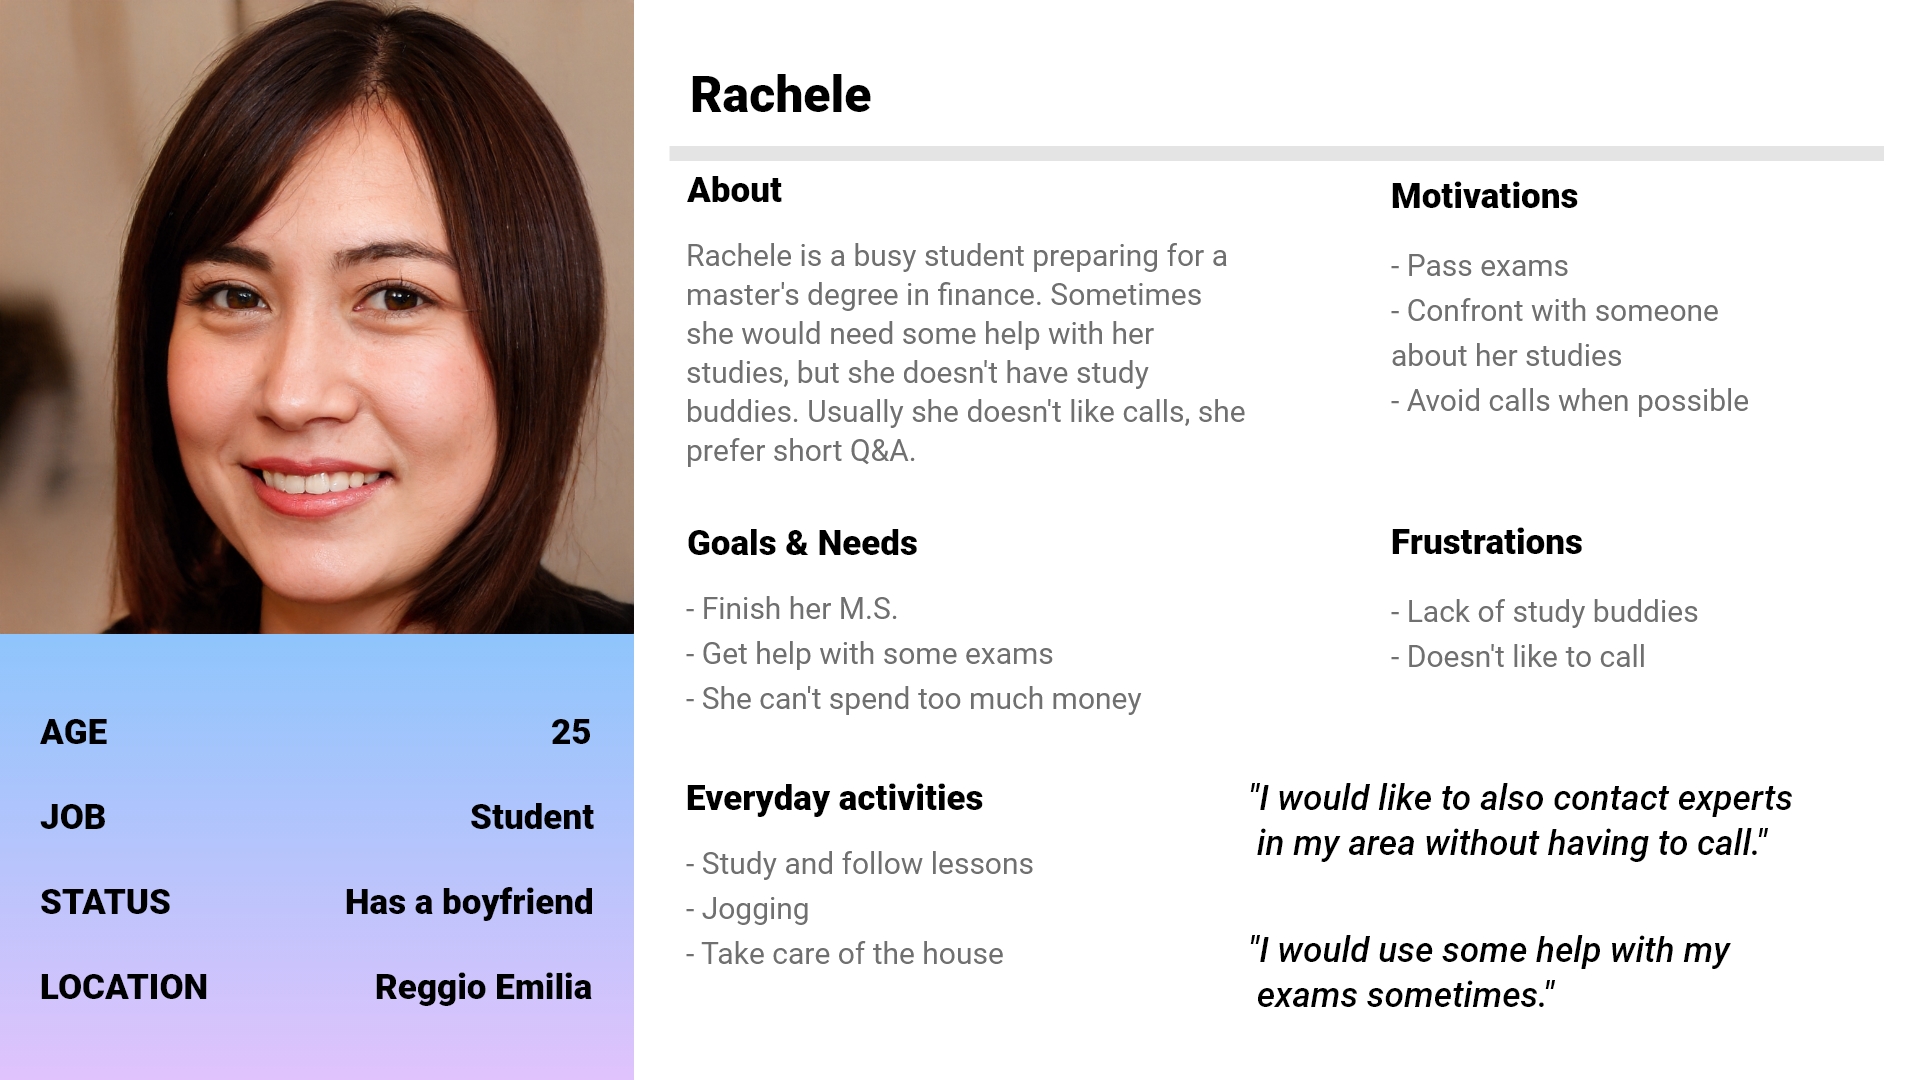 Rachele
About
Rachele is a busy student preparing for a
master's degree in finance. Sometimes
she would need some help with her
studies, but she doesn't have study
buddies. Usually she doesn't like calls, she
prefer short Q&A.
Motivations
- Pass exams
- Confront with someone
about her studies
- Avoid calls when possible
Goals & Needs
- Finish her M.S.
- Get help with some exams
- She can't spend too much money
Frustrations
- Lack of study buddies
- Doesn't like to call
Everyday activities
- Study and follow lessons
- Jogging
- Take care of the house
"I would like to also contact experts
in my area without having to call."
"I would use some help with my
exams sometimes."
AGE 25
JOB Student
STATUS Has a boyfriend
LOCATION Reggio Emilia